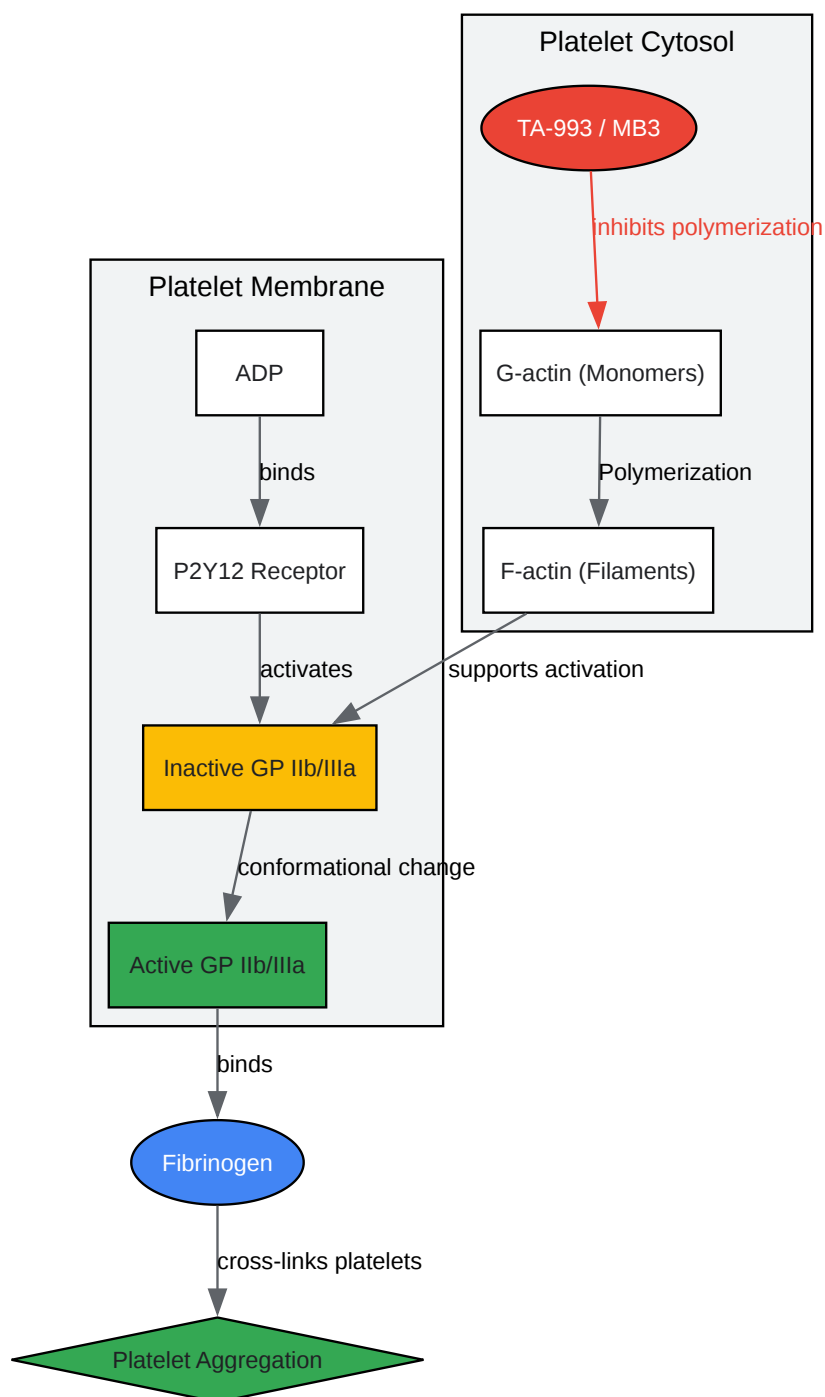 Platelet Cytosol
TA-993 / MB3
inhibits polymerization
Platelet Membrane
ADP
G-actin (Monomers)
binds
Polymerization
P2Y12 Receptor
F-actin (Filaments)
activates
supports activation
Inactive GP IIb/IIIa
conformational change
Active GP IIb/IIIa
binds
Fibrinogen
cross-links platelets
Platelet Aggregation